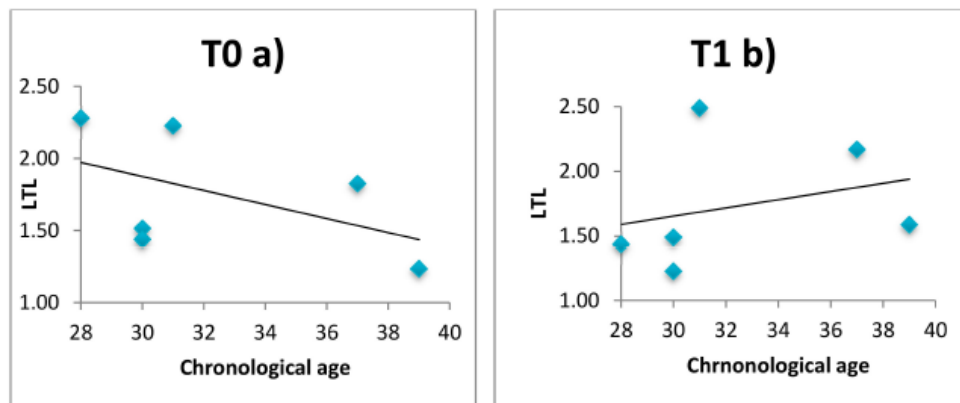 T0 a)
2.50
2.00
1.50
1.00
LTL
28 30 32 34 36 38 40
Chronological age
T1 b)
2.50
2.00
1.50
1.00
LTL
28 30 32 34 36 38 40
Chrnonological age